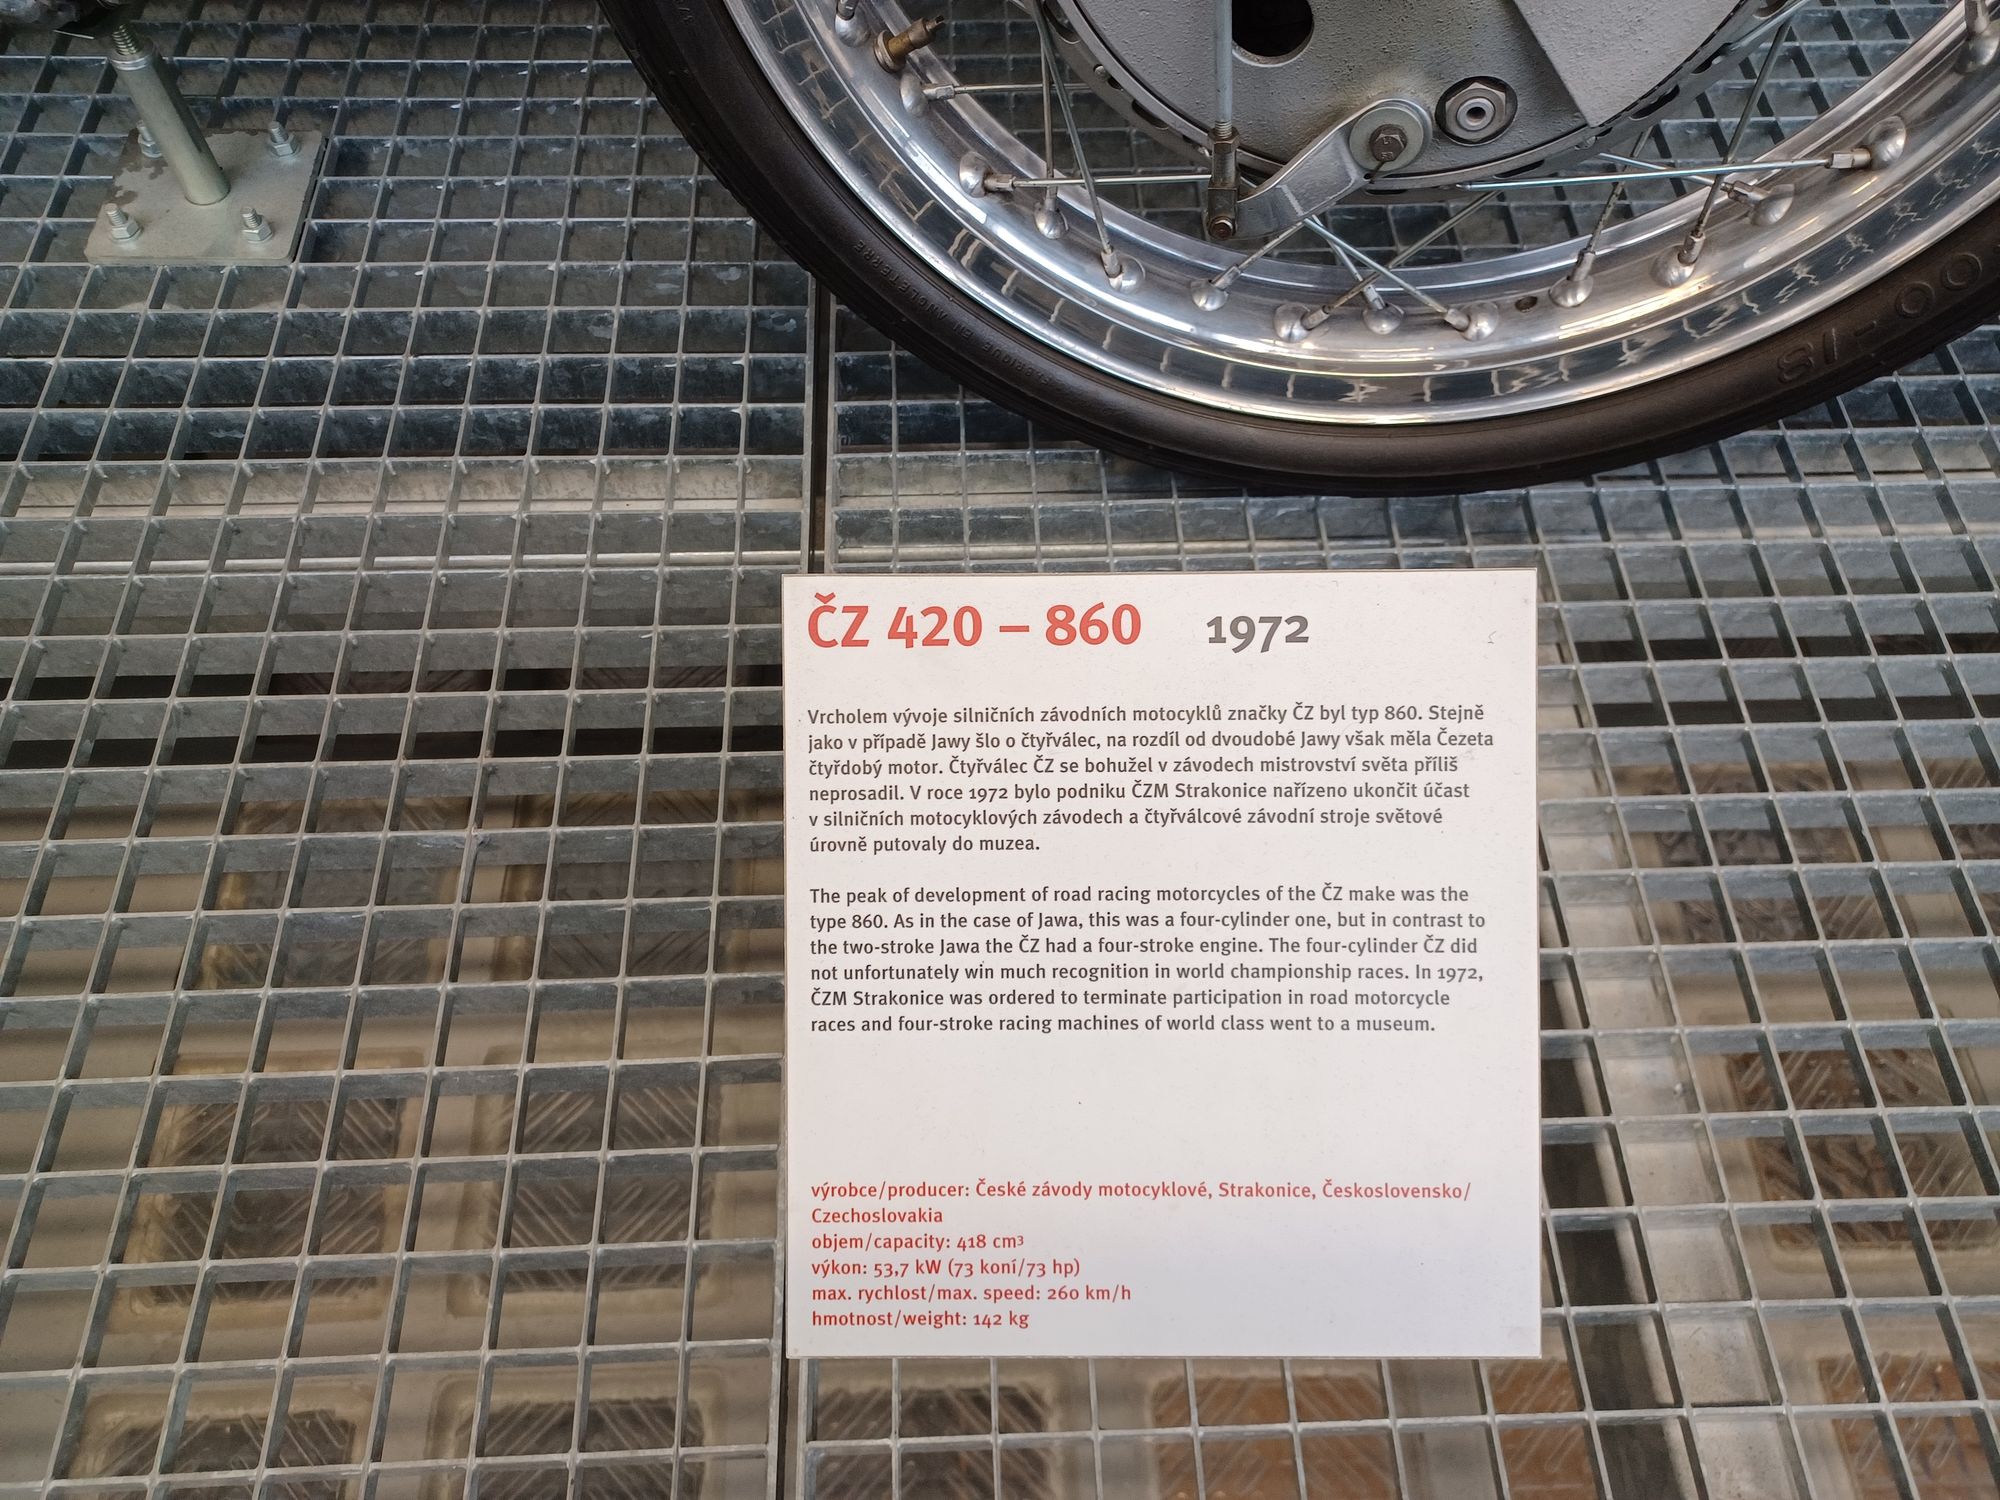 FABRIQUE EN ANGLETERRE
00-18
ČZ 420 – 860 1972
Vrcholem vývoje silničních závodních motocyklů značky ČZ byl typ 860. Stejně
jako v případě Jawy šlo o čtyřválec, na rozdíl od dvoudobé Jawy však měla Čezeta
čtyřdobý motor. Čtyřválec ČZ se bohužel v závodech mistrovství světa příliš
neprosadil. V roce 1972 bylo podniku ČZM Strakonice nařízeno ukončit účast
v silničních motocyklových závodech a čtyřválcové závodní stroje světové
úrovně putovaly do muzea.
The peak of development of road racing motorcycles of the ČZ make was the
type 860. As in the case of Jawa, this was a four-cylinder one, but in contrast to
the two-stroke Jawa the ČZ had a four-stroke engine. The four-cylinder ČZ did
not unfortunately win much recognition in world championship races. In 1972,
ČZM Strakonice was ordered to terminate participation in road motorcycle
races and four-stroke racing machines of world class went to a museum.
výrobce/producer: České závody motocyklové, Strakonice, Československo/
Czechoslovakia
objem/capacity: 418 cm³
výkon: 53,7 kW (73 koní/73 hp)
max. rychlost/max. speed: 260 km/h
hmotnost/weight: 142 kg